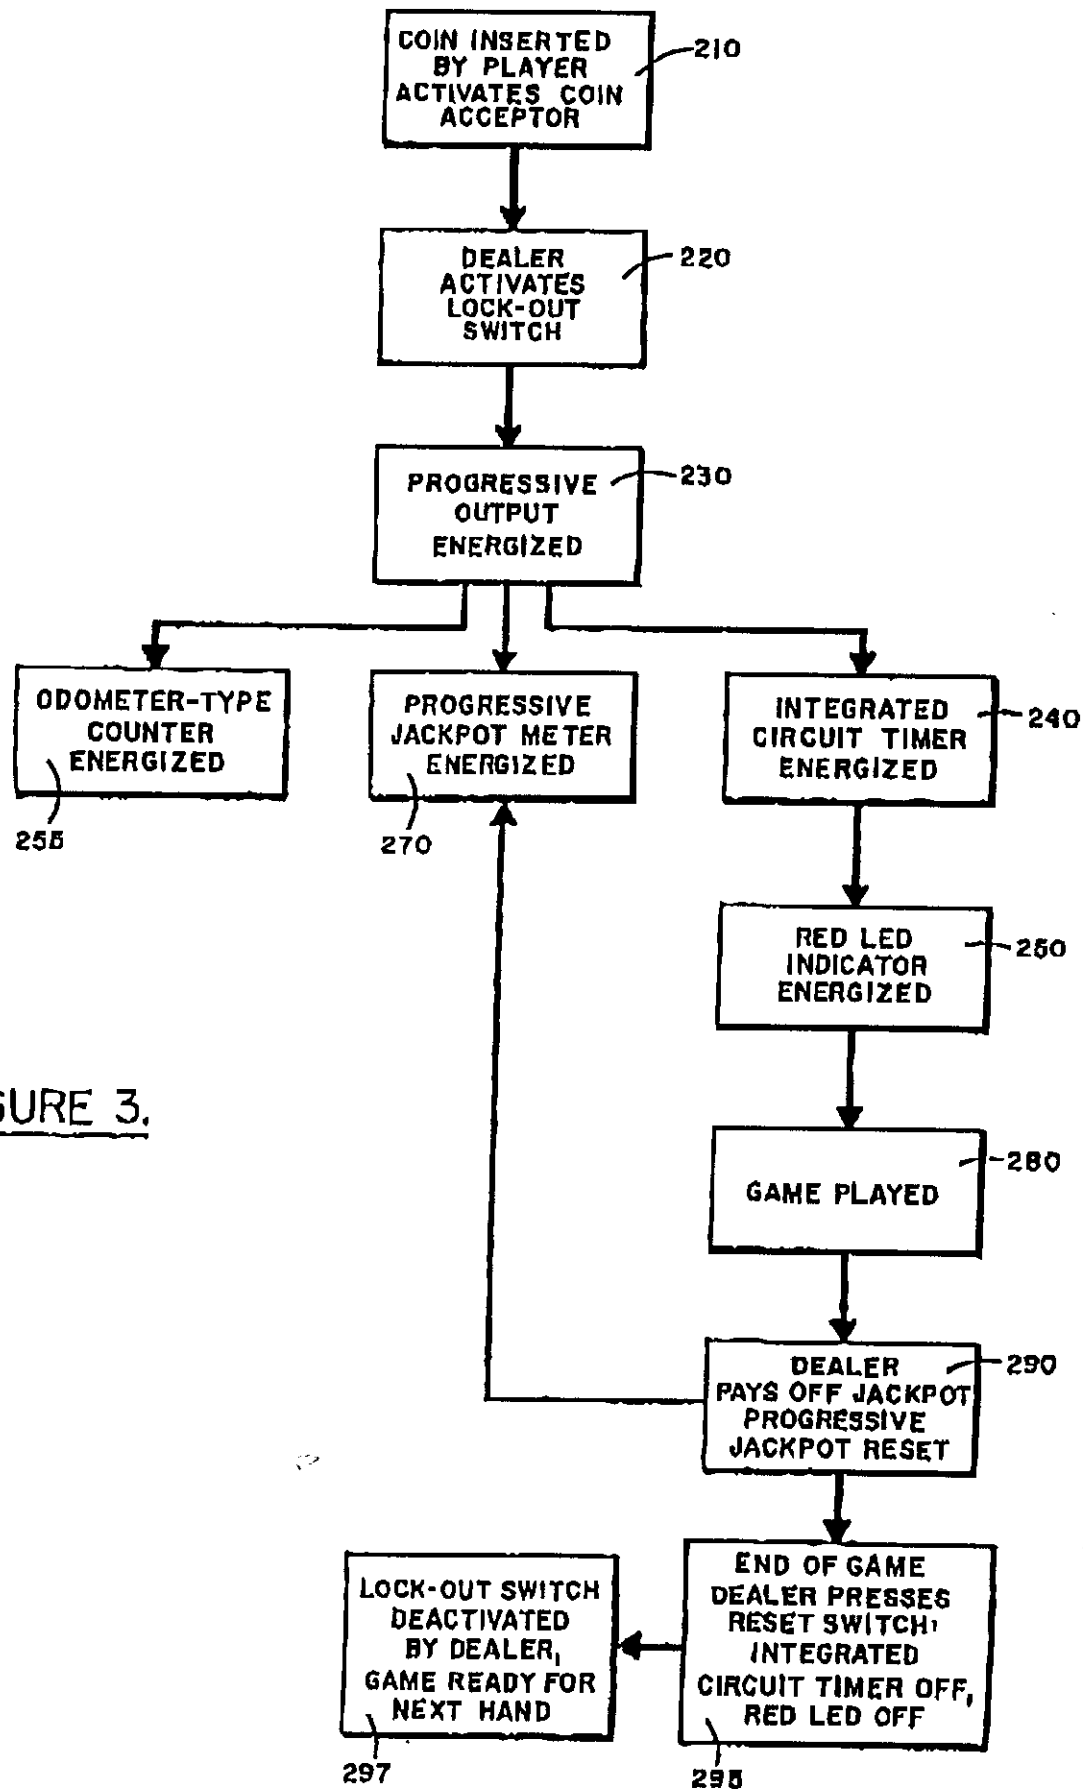 COIN INSERTED
BY PLAYER
ACTIVATES COIN
ACCEPTOR
210
DEALER
ACTIVATES
LOCK-OUT
SWITCH
220
PROGRESSIVE
OUTPUT
ENERGIZED
230
ODOMETER-TYPE
COUNTER
ENERGIZED
255
PROGRESSIVE
JACKPOT METER
ENERGIZED
270
INTEGRATED
CIRCUIT TIMER
ENERGIZED
240
RED LED
INDICATOR
ENERGIZED
250
GURE 3.
GAME PLAYED
280
DEALER
PAYS OFF JACKPOT
PROGRESSIVE
JACKPOT RESET
290
END OF GAME
DEALER PRESSES
RESET SWITCH,
INTEGRATED
CIRCUIT TIMER OFF,
RED LED OFF
295
LOCK-OUT SWITCH
DEACTIVATED
BY DEALER,
GAME READY FOR
NEXT HAND
297